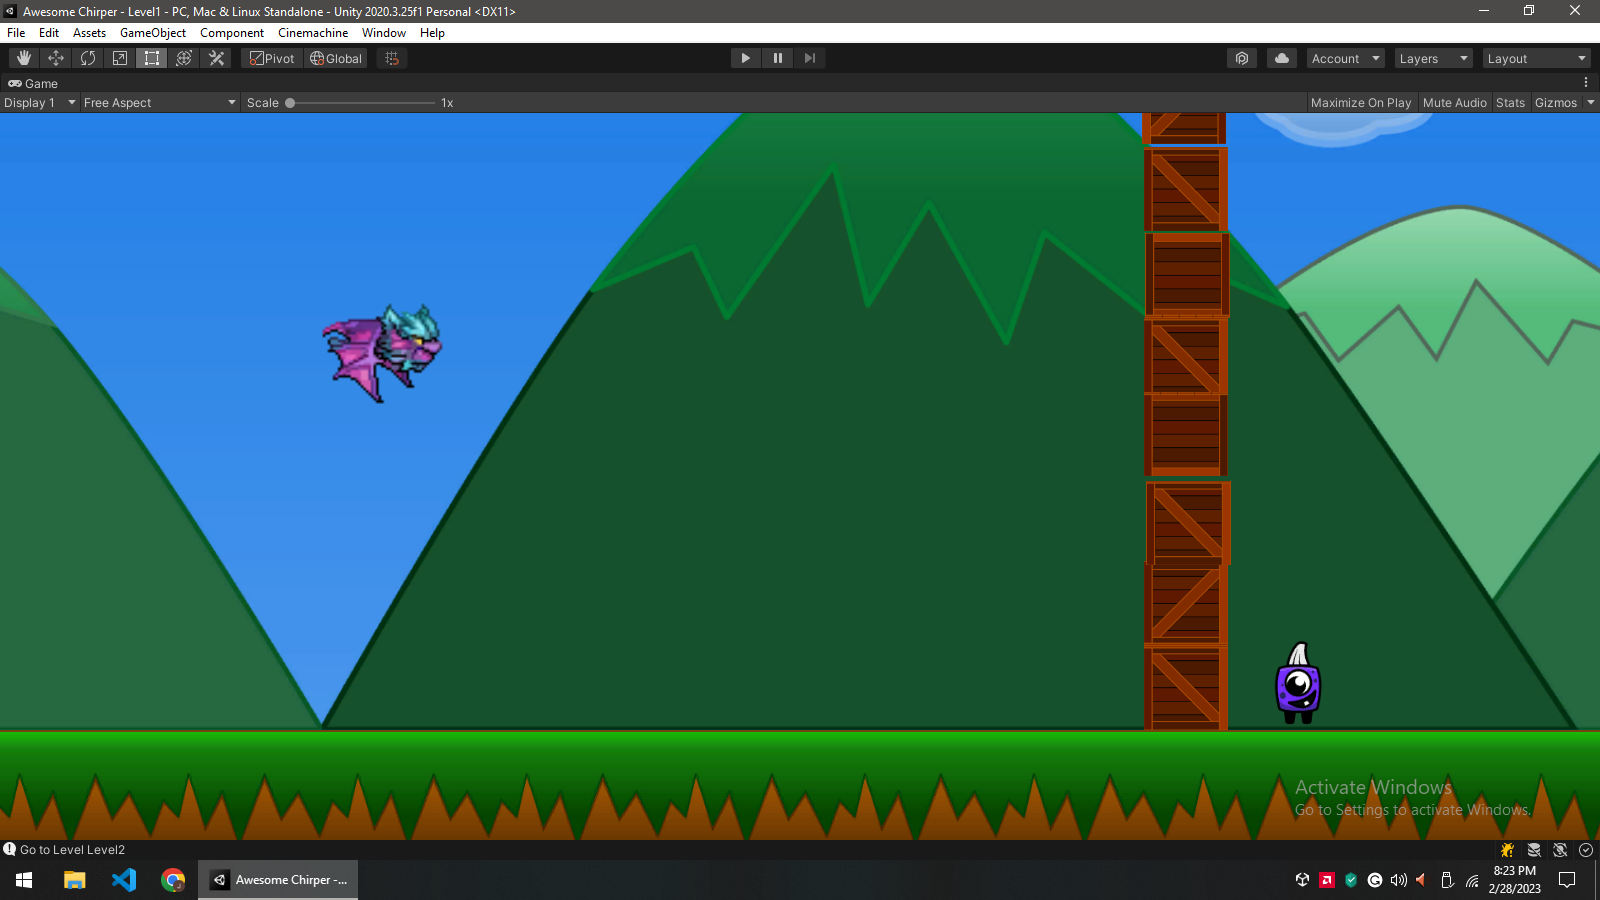 Awesome Chirper - Level1 - PC, Mac & Linux Standalone - Unity 2020.3.25f1 Personal <DX11>
File Edit Assets GameObject Component Cinemachine Window Help
Pivot Global Account Layers Layout
Game
Display 1 Free Aspect Scale 1x Maximize On Play Mute Audio Stats Gizmos
Activate Windows
Go to Settings to activate Windows.
Go to Level Level2
Awesome Chirper -...
8:23 PM
2/28/2023